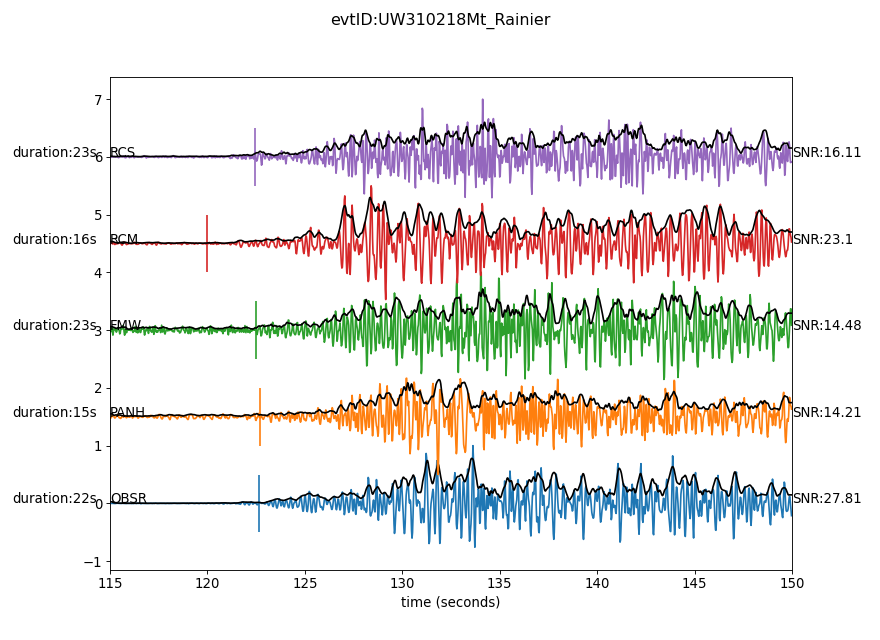 evtID:UW310218Mt_Rainier
7
duration:23s RCS SNR:16.11
6
5
duration:16s RCM SNR:23.1
4
duration:23s FMW SNR:14.48
3
2
duration:15s PANH SNR:14.21
1
duration:22s OBSR SNR:27.81
0
−1
115 120 125 130 135 140 145 150
time (seconds)